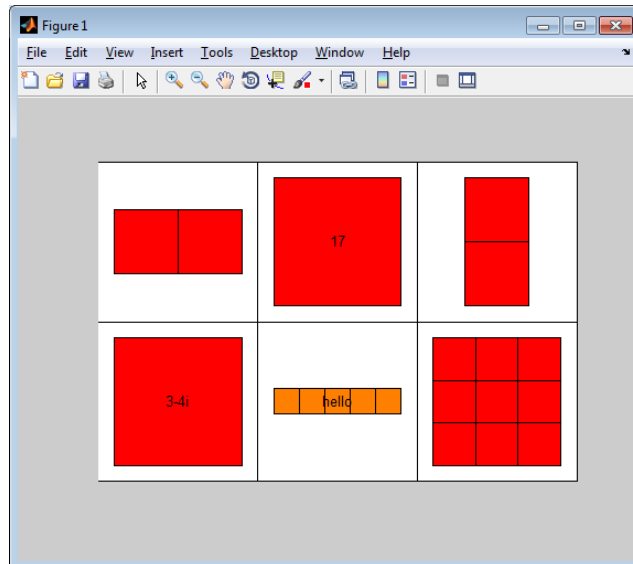 Figure 1
File Edit View Insert Tools Desktop Window Help
17
3-4i
hello